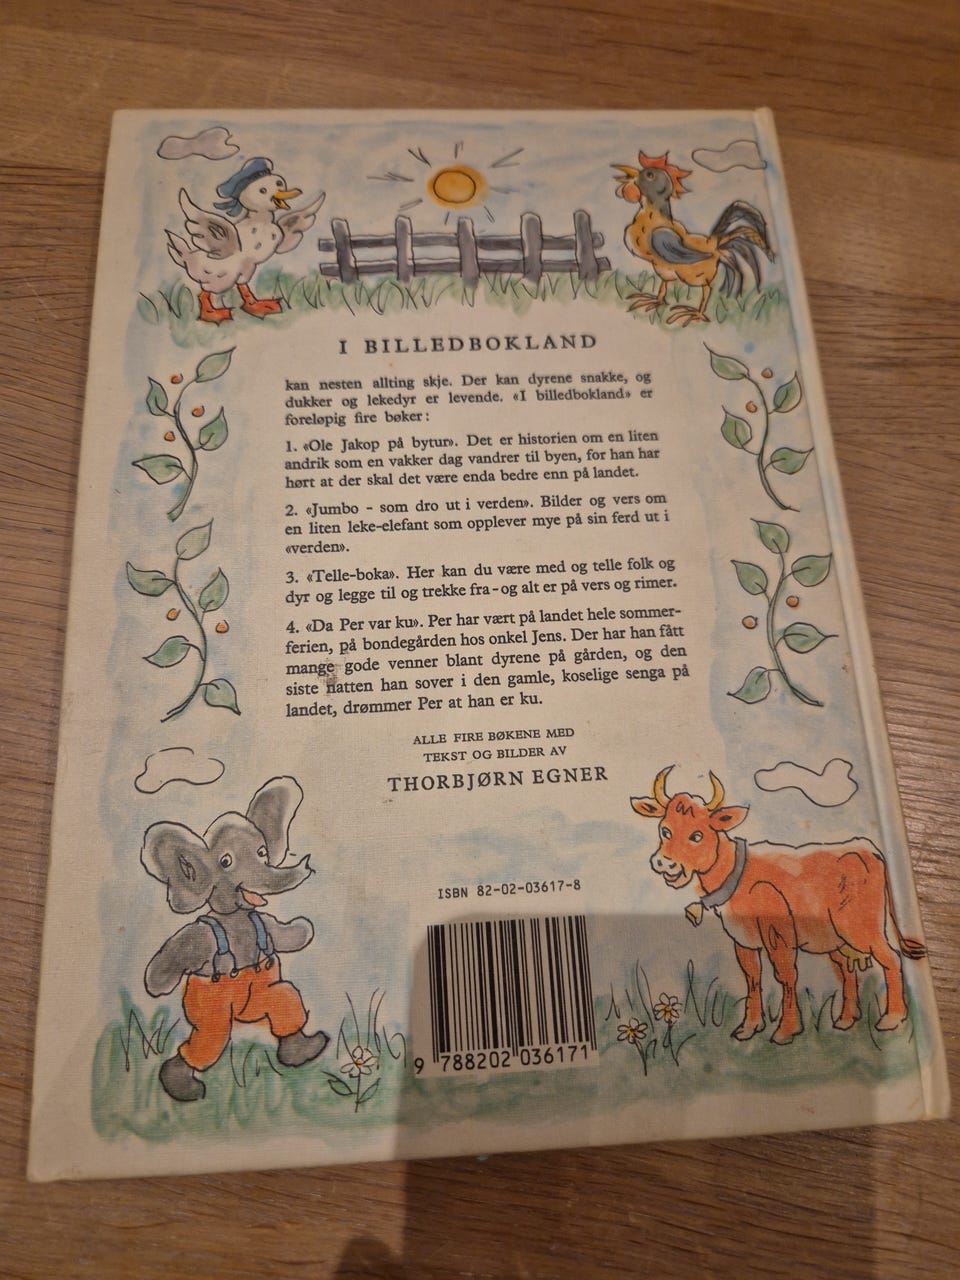 I BILLEDBOKLAND
kan nesten allting skje. Der kan dyrene snakke, og
dukker og lekedyr er levende. «I billedbokland» er
foreløpig fire bøker:
1. «Ole Jakop på bytur». Det er historien om en liten
andrik som en vakker dag vandrer til byen, for han har
hørt at der skal det være enda bedre enn på landet.
2. «Jumbo - som dro ut i verden». Bilder og vers om
en liten leke-elefant som opplever mye på sin ferd ut i
«verden».
3. «Telle-boka». Her kan du være med og telle folk og
dyr og legge til og trekke fra - og alt er på vers og rimer.
4. «Da Per var ku». Per har vært på landet hele sommer-
ferien, på bondegården hos onkel Jens. Der har han fått
mange gode venner blant dyrene på gården, og den
siste natten han sover i den gamle, koselige senga på
landet, drømmer Per at han er ku.
ALLE FIRE BØKENE MED
TEKST OG BILDER AV
THORBJØRN EGNER
ISBN 82-02-03617-8
9 788202 036171